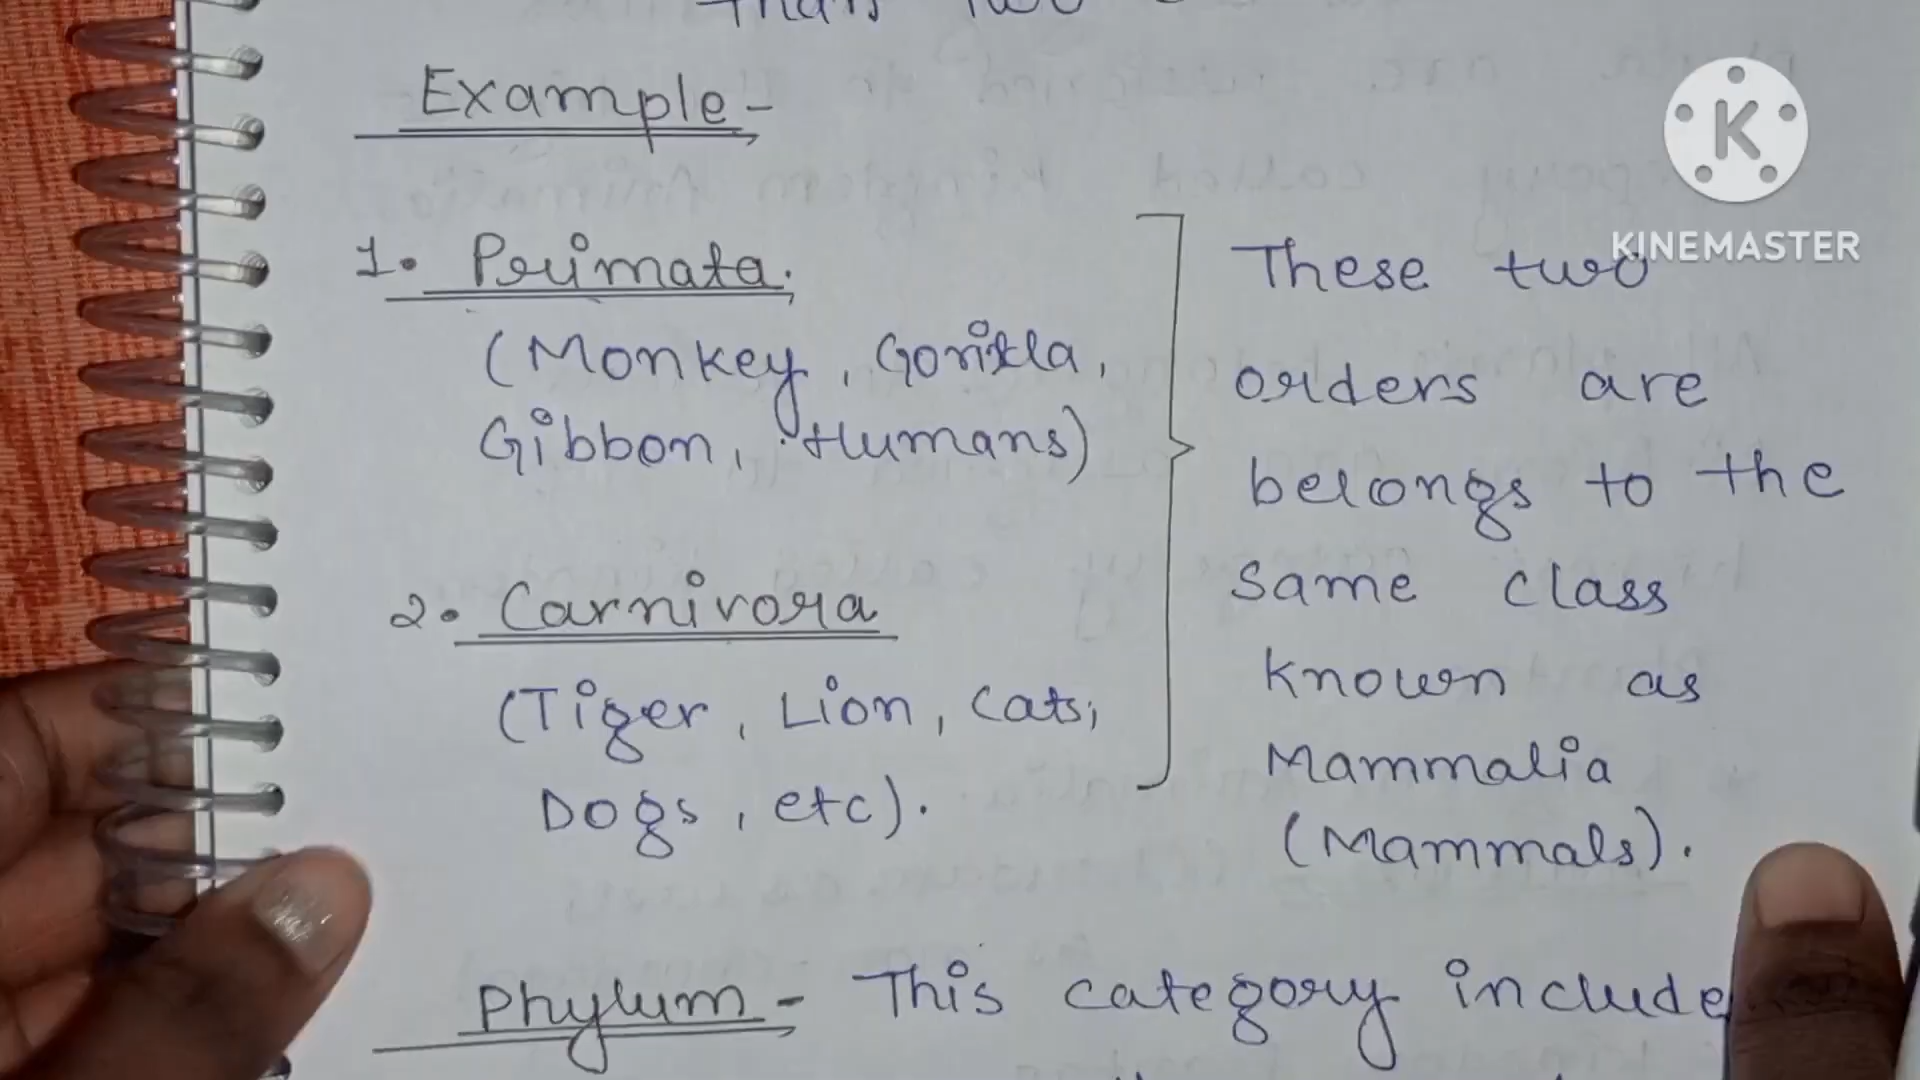 Example-
1. Primata.
(Monkey, Gorilla,
Gibbon, Humans)
2. Carnivora
(Tiger, Lion, Cats,
Dogs, etc).
These two
orders are
belongs to the
same class
known as
Mammalia
(Mammals).
Phylum- This category include
K
KINEMASTER